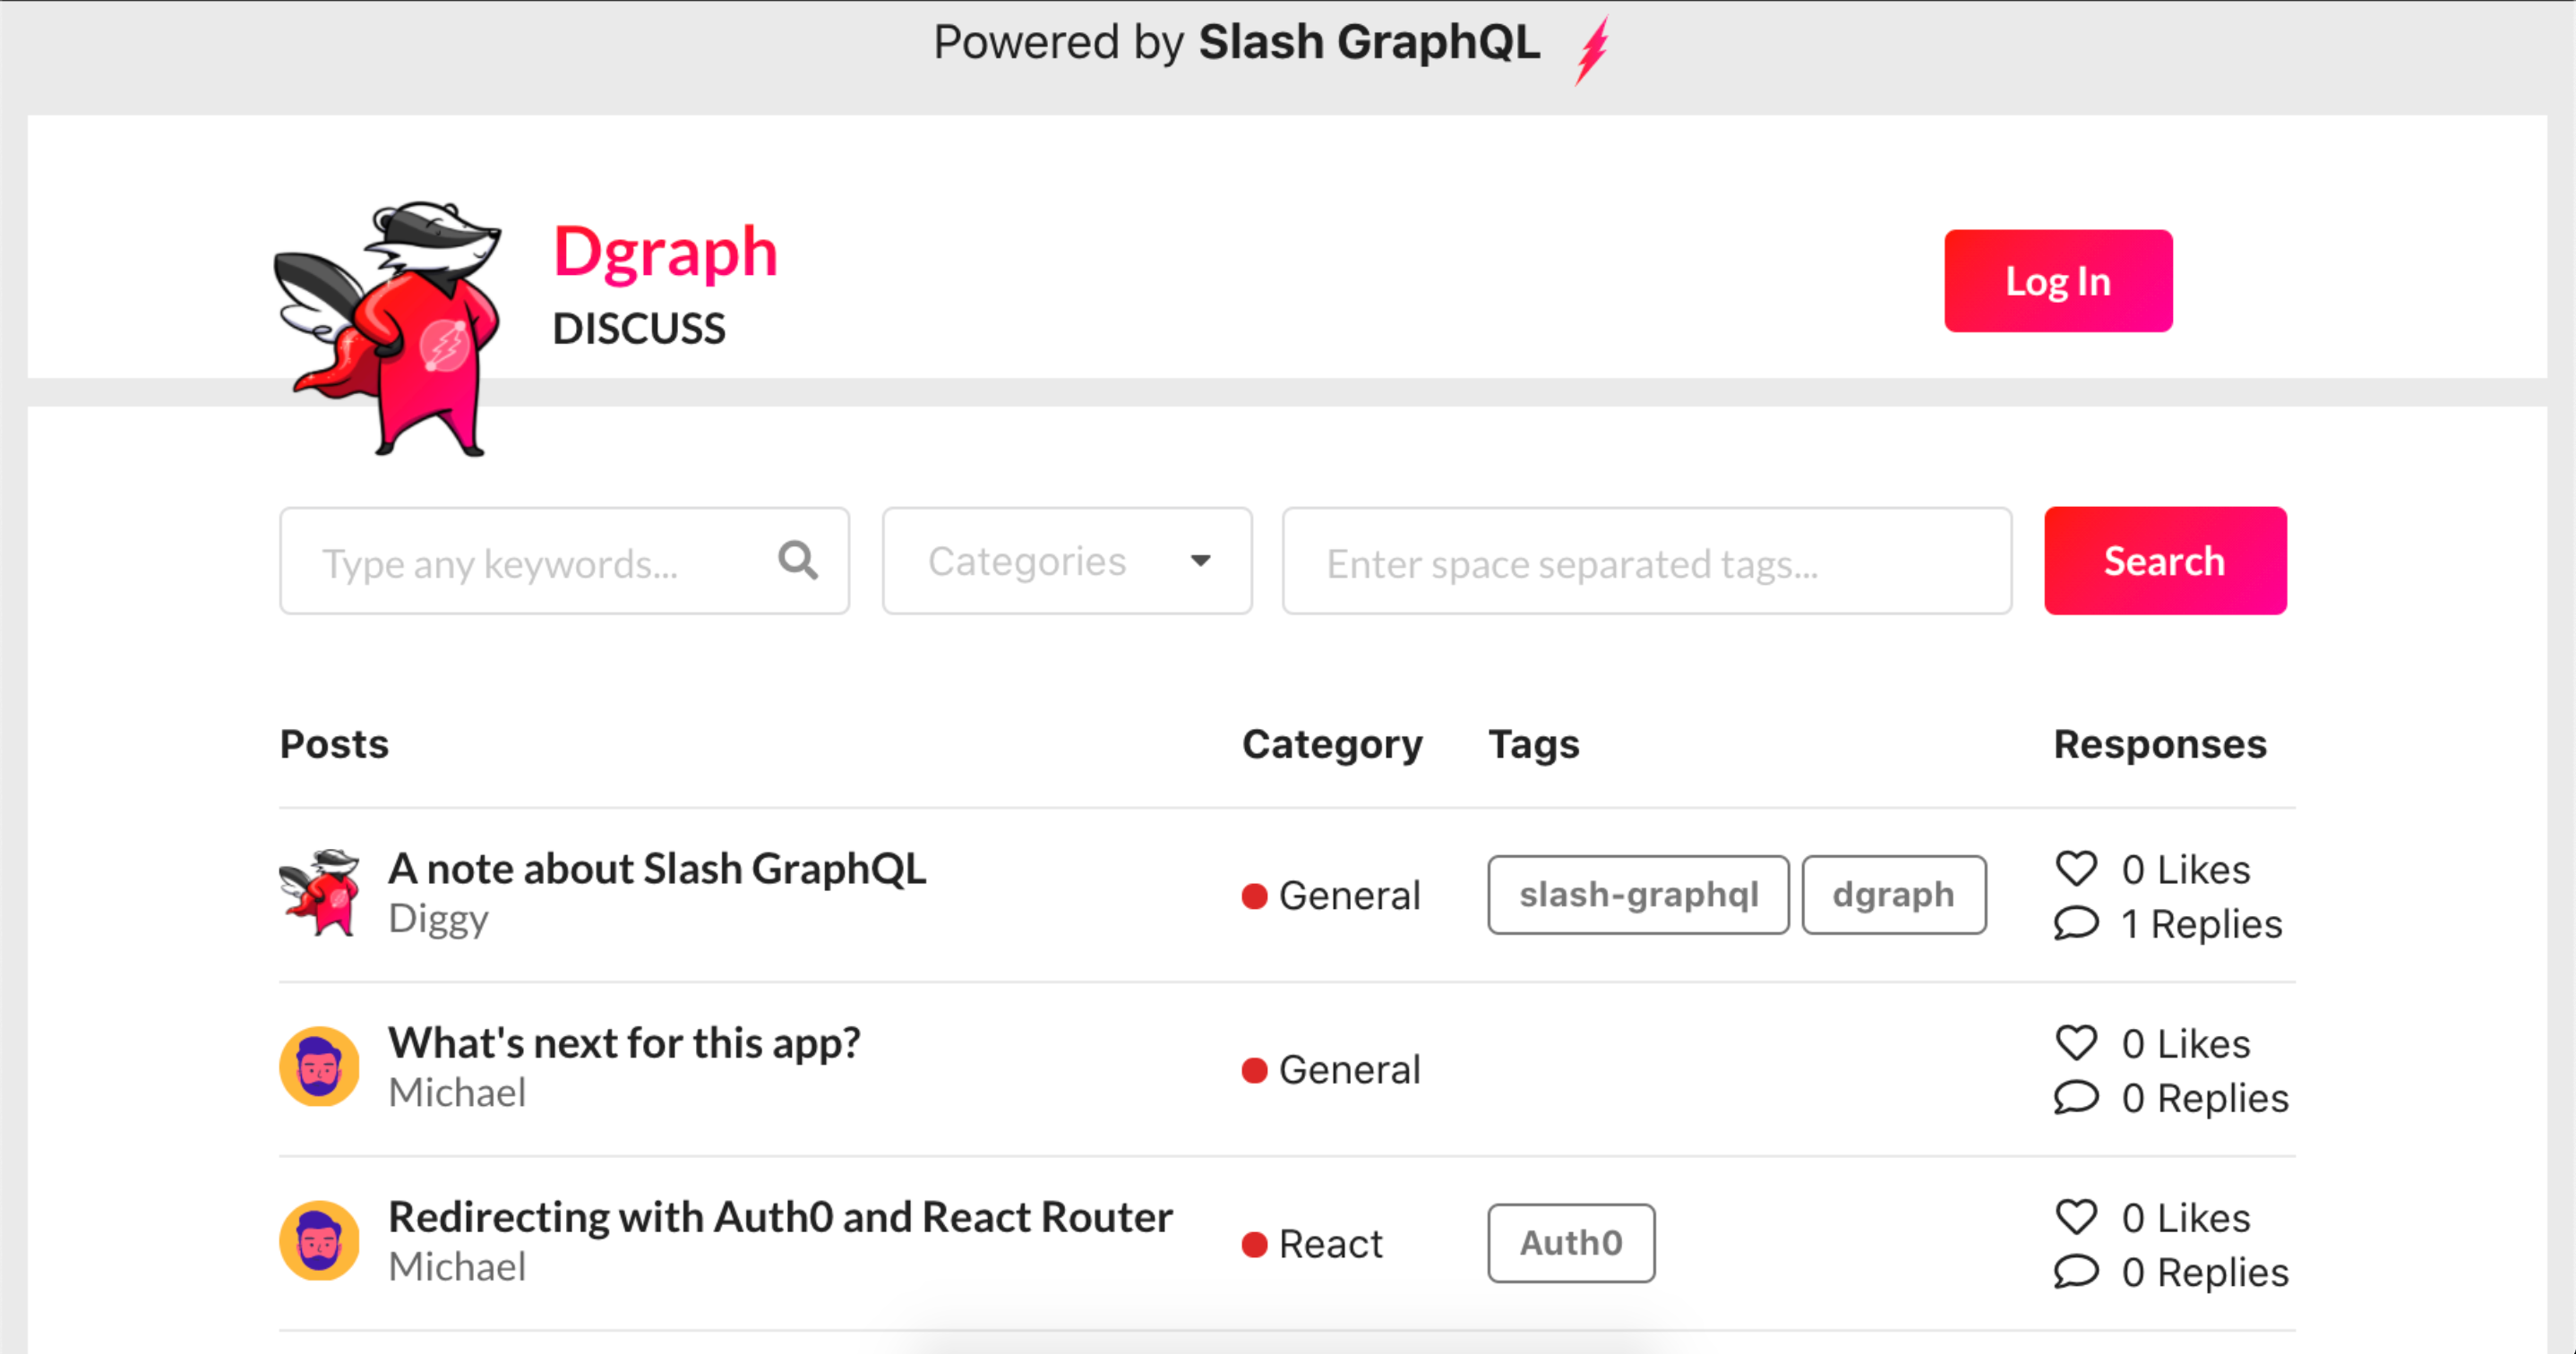 Powered by Slash GraphQL
Dgraph
DISCUSS
Log In
Type any keywords...
Categories
Enter space separated tags...
Search
Posts Category Tags Responses
A note about Slash GraphQL
Diggy
General
slash-graphql dgraph
0 Likes
1 Replies
What's next for this app?
Michael
General
0 Likes
0 Replies
Redirecting with Auth0 and React Router
Michael
React
Auth0
0 Likes
0 Replies